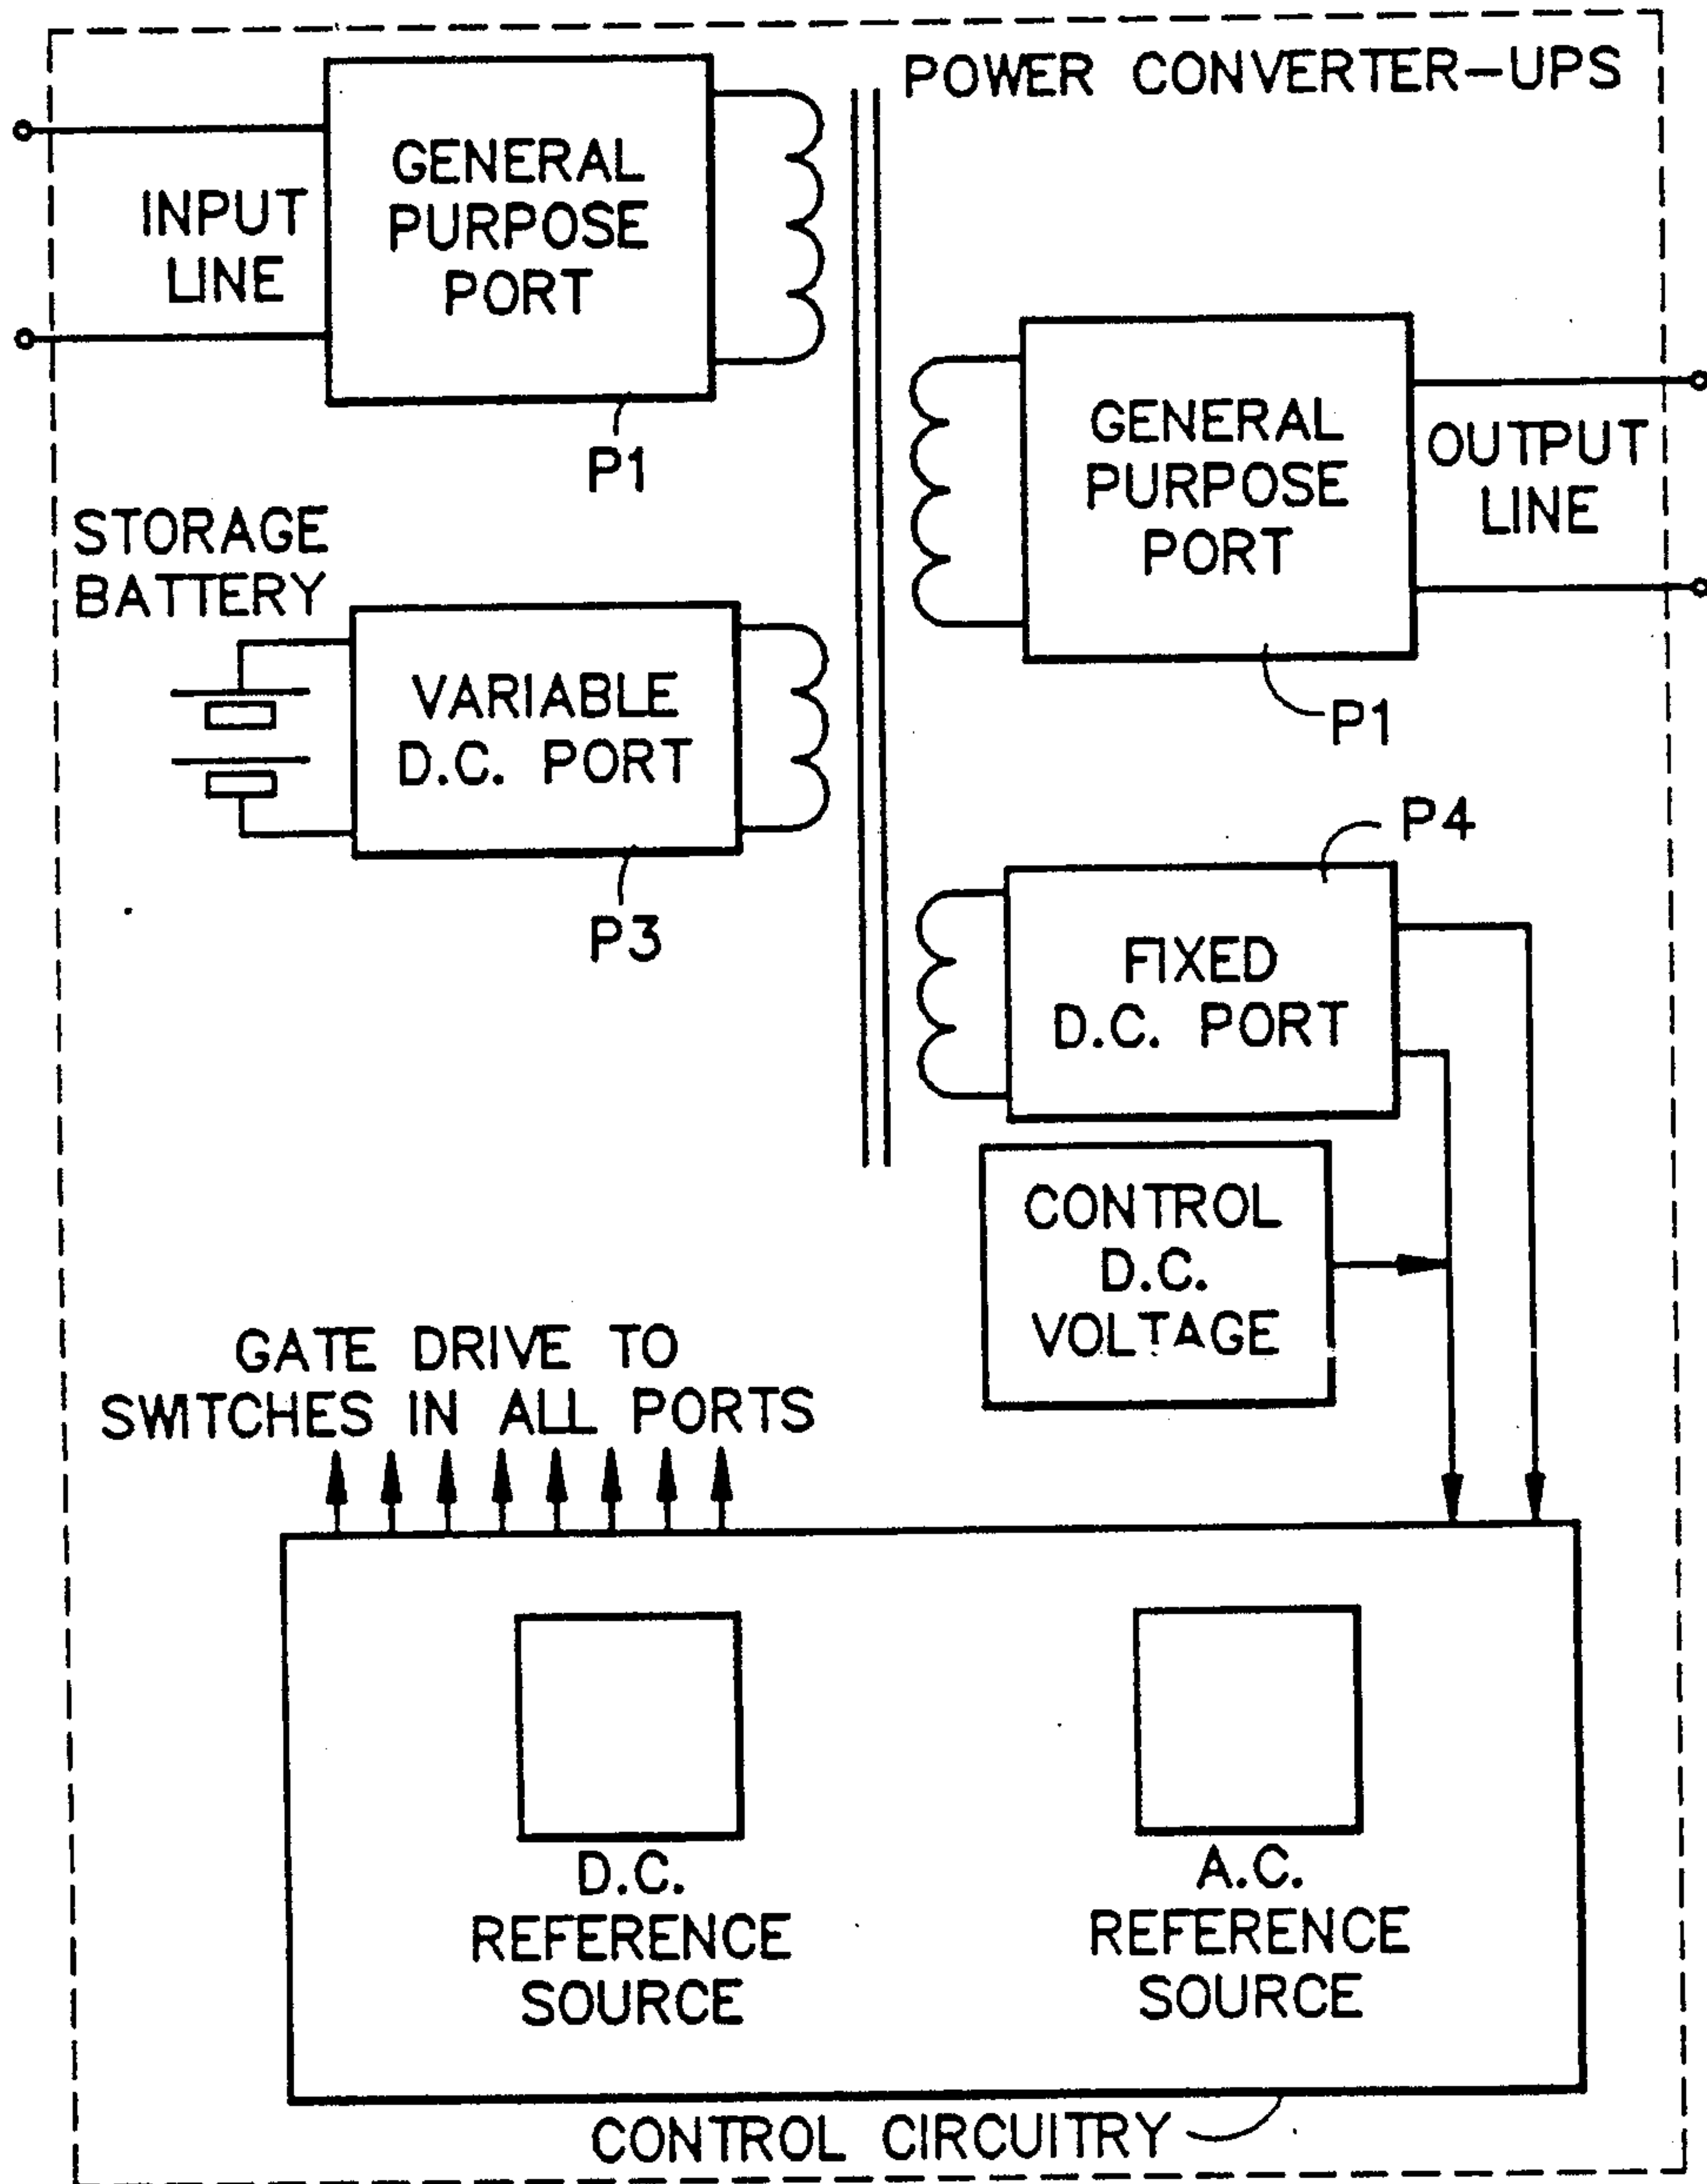 POWER CONVERTER-UPS
GENERAL
PURPOSE
PORT
INPUT
LINE
P1
GENERAL
PURPOSE
PORT
OUTPUT
LINE
P1
STORAGE
BATTERY
VARIABLE
D.C. PORT
P3
P4
FIXED
D.C. PORT
CONTROL
D.C.
VOLTAGE
GATE DRIVE TO
SWITCHES IN ALL PORTS
D.C.
REFERENCE
SOURCE
A.C.
REFERENCE
SOURCE
CONTROL CIRCUITRY